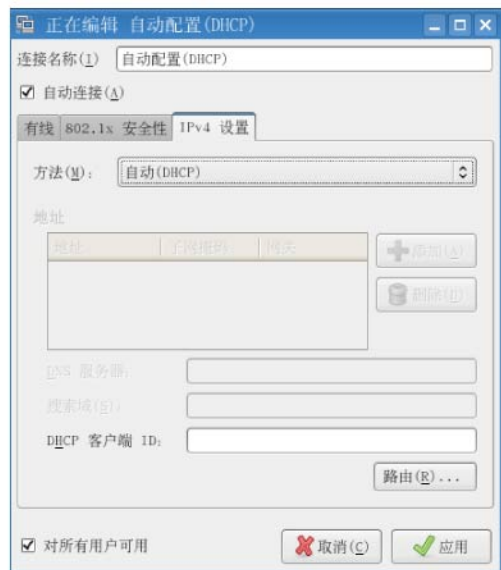 正在编辑 自动配置(DHCP)
连接名称(I) 自动配置(DHCP)
自动连接(A)
有线 802.1x 安全性 IPv4 设置
方法(M): 自动(DHCP)
地址
地址 子网掩码 网关
添加(A)
删除(D)
DNS 服务器:
搜索域(S):
DHCP 客户端 ID:
路由(R)...
对所有用户可用 取消(C) 应用